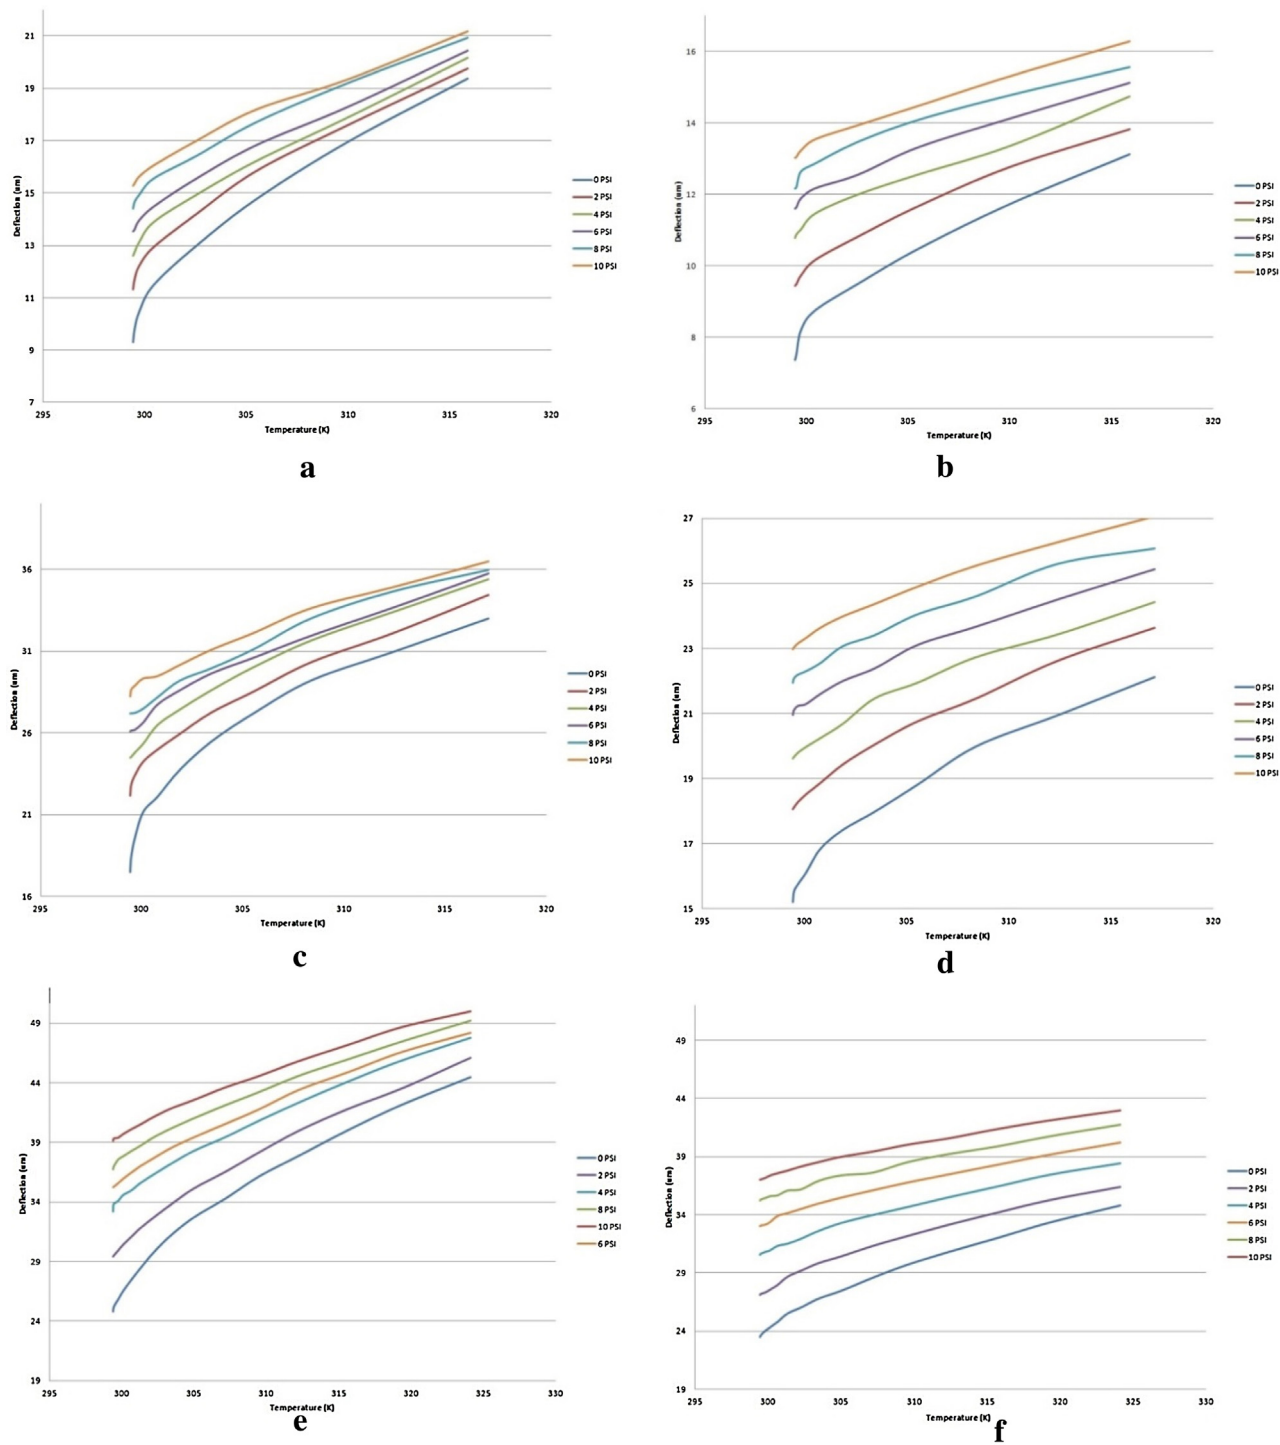 21
19
17
15
13
11
9
7
Deflection (um)
295 300 305 310 315 320
Temperature (K)
0 PSI
2 PSI
4 PSI
6 PSI
8 PSI
10 PSI
a
16
14
12
10
8
6
Deflection (um)
295 300 305 310 315 320
Temperature (K)
0 PSI
2 PSI
4 PSI
6 PSI
8 PSI
10 PSI
b
36
31
26
21
16
Deflection (um)
295 300 305 310 315 320
Temperature (K)
0 PSI
2 PSI
4 PSI
6 PSI
8 PSI
10 PSI
c
27
25
23
21
19
17
15
Deflection (um)
295 300 305 310 315 320
Temperature (K)
0 PSI
2 PSI
4 PSI
6 PSI
8 PSI
10 PSI
d
49
44
39
34
29
24
19
Deflection (um)
295 300 305 310 315 320 325 330
Temperature (K)
0 PSI
2 PSI
4 PSI
8 PSI
10 PSI
6 PSI
e
49
44
39
34
29
24
19
Deflection (um)
295 300 305 310 315 320 325 330
Temperature (K)
0 PSI
2 PSI
4 PSI
6 PSI
8 PSI
10 PSI
f